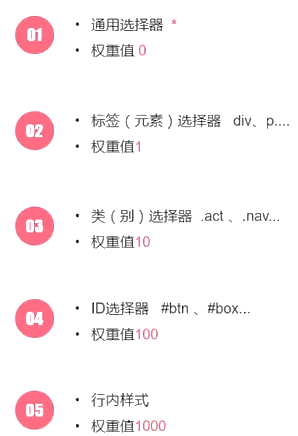 01
• 通用选择器 *
• 权重值 0
02
• 标签（元素）选择器 div、p....
• 权重值1
03
• 类（别）选择器 .act 、.nav...
• 权重值10
04
• ID选择器 #btn 、#box...
• 权重值100
05
• 行内样式
• 权重值1000